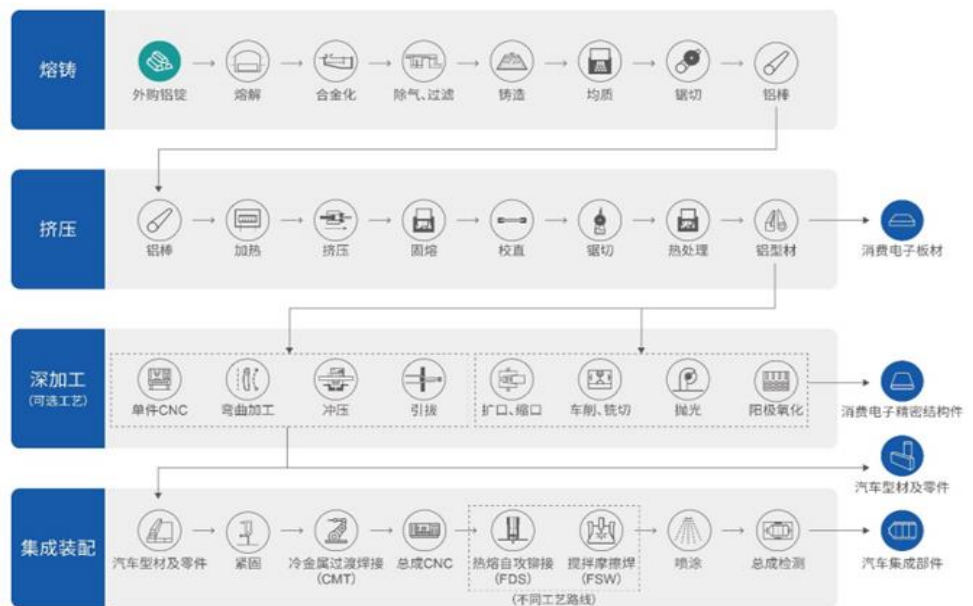 熔铸
外购铝锭
熔解
合金化
除气、过滤
铸造
均质
锯切
铝棒
挤压
铝棒
加热
挤压
固熔
校直
锯切
热处理
铝型材
消费电子板材
深加工
(可选工艺)
单件CNC
弯曲加工
冲压
引拔
扩口、缩口
车削、铣切
抛光
阳极氧化
消费电子精密结构件
汽车型材及零件
集成装配
汽车型材及零件
紧固
冷金属过渡焊接
(CMT)
总成CNC
热熔自攻铆接
(FDS)
搅拌摩擦焊
(FSW)
喷涂
总成检测
汽车集成部件
(不同工艺路线)